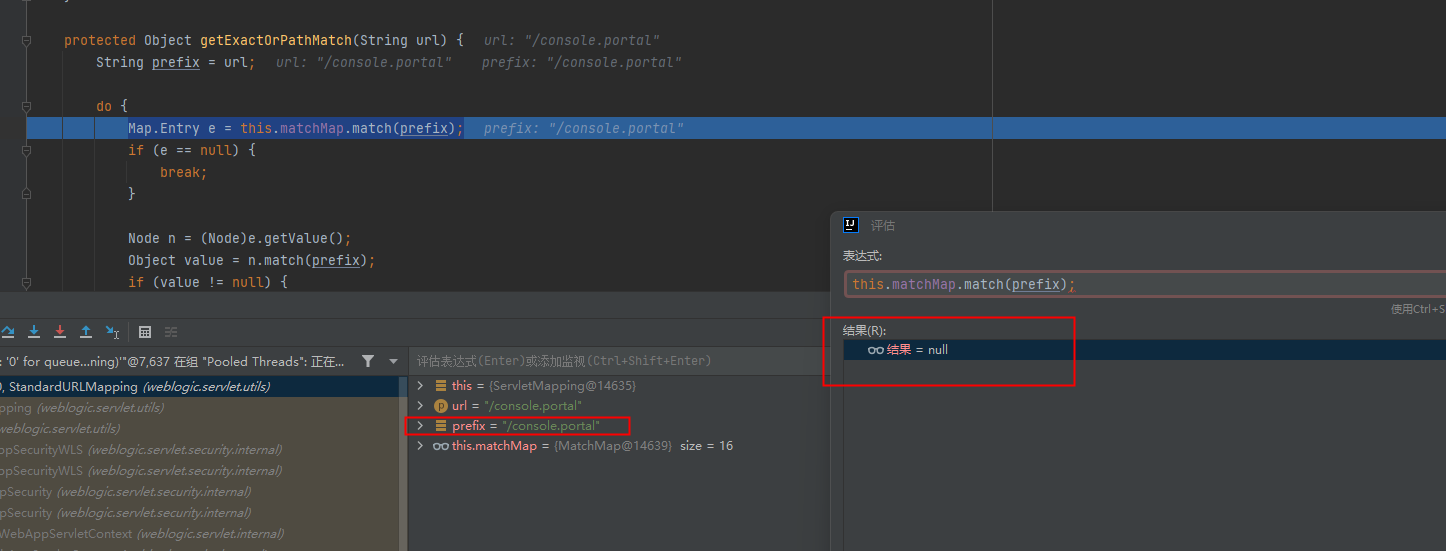 protected Object getExactOrPathMatch(String url) { url: "/console.portal"
String prefix = url; url: "/console.portal" prefix: "/console.portal"
do {
Map.Entry e = this.matchMap.match(prefix); prefix: "/console.portal"
if (e == null) {
break;
}
Node n = (Node)e.getValue();
Object value = n.match(prefix);
if (value != null) {
评估
表达式:
this.matchMap.match(prefix);
使用Ctrl+S
结果(R):
结果 = null
: '0' for queue...ning)'"@7,637 在组 "Pooled Threads": 正在...
评估表达式(Enter)或添加监视(Ctrl+Shift+Enter)
), StandardURLMapping (weblogic.servlet.utils)
pping (weblogic.servlet.utils)
weblogic.servlet.utils)
ppSecurityWLS (weblogic.servlet.security.internal)
ppSecurityWLS (weblogic.servlet.security.internal)
pSecurity (weblogic.servlet.security.internal)
pSecurity (weblogic.servlet.security.internal)
WebAppServletContext (weblogic.servlet.internal)
this = {ServletMapping@14635}
p url = "/console.portal"
prefix = "/console.portal"
this.matchMap = {MatchMap@14639} size = 16